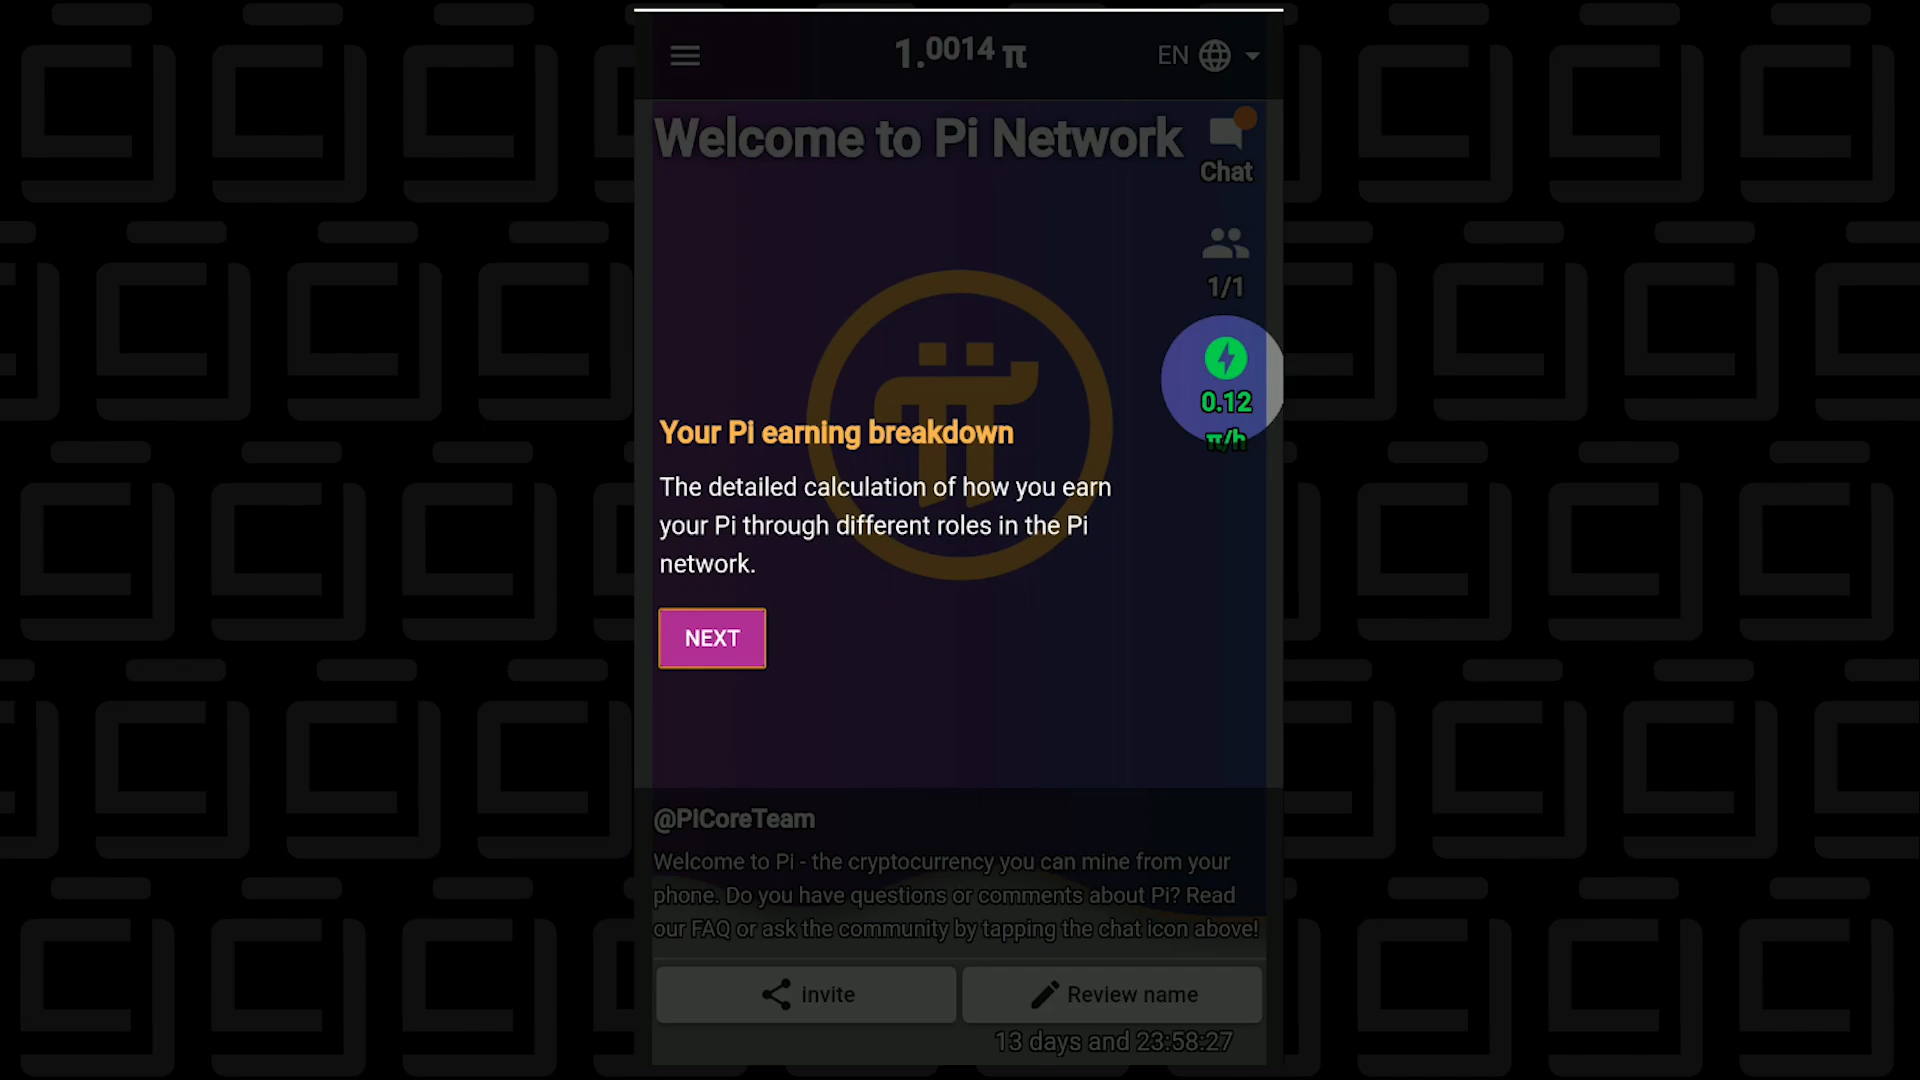 1.0014 π
EN
Welcome to Pi Network
Chat
1/1
0.12
π/h
Your Pi earning breakdown
The detailed calculation of how you earn
your Pi through different roles in the Pi
network.
NEXT
@PiCoreTeam
Welcome to Pi - the cryptocurrency you can mine from your
phone. Do you have questions or comments about Pi? Read
our FAQ or ask the community by tapping the chat icon above!
invite
Review name
13 days and 23:58:27